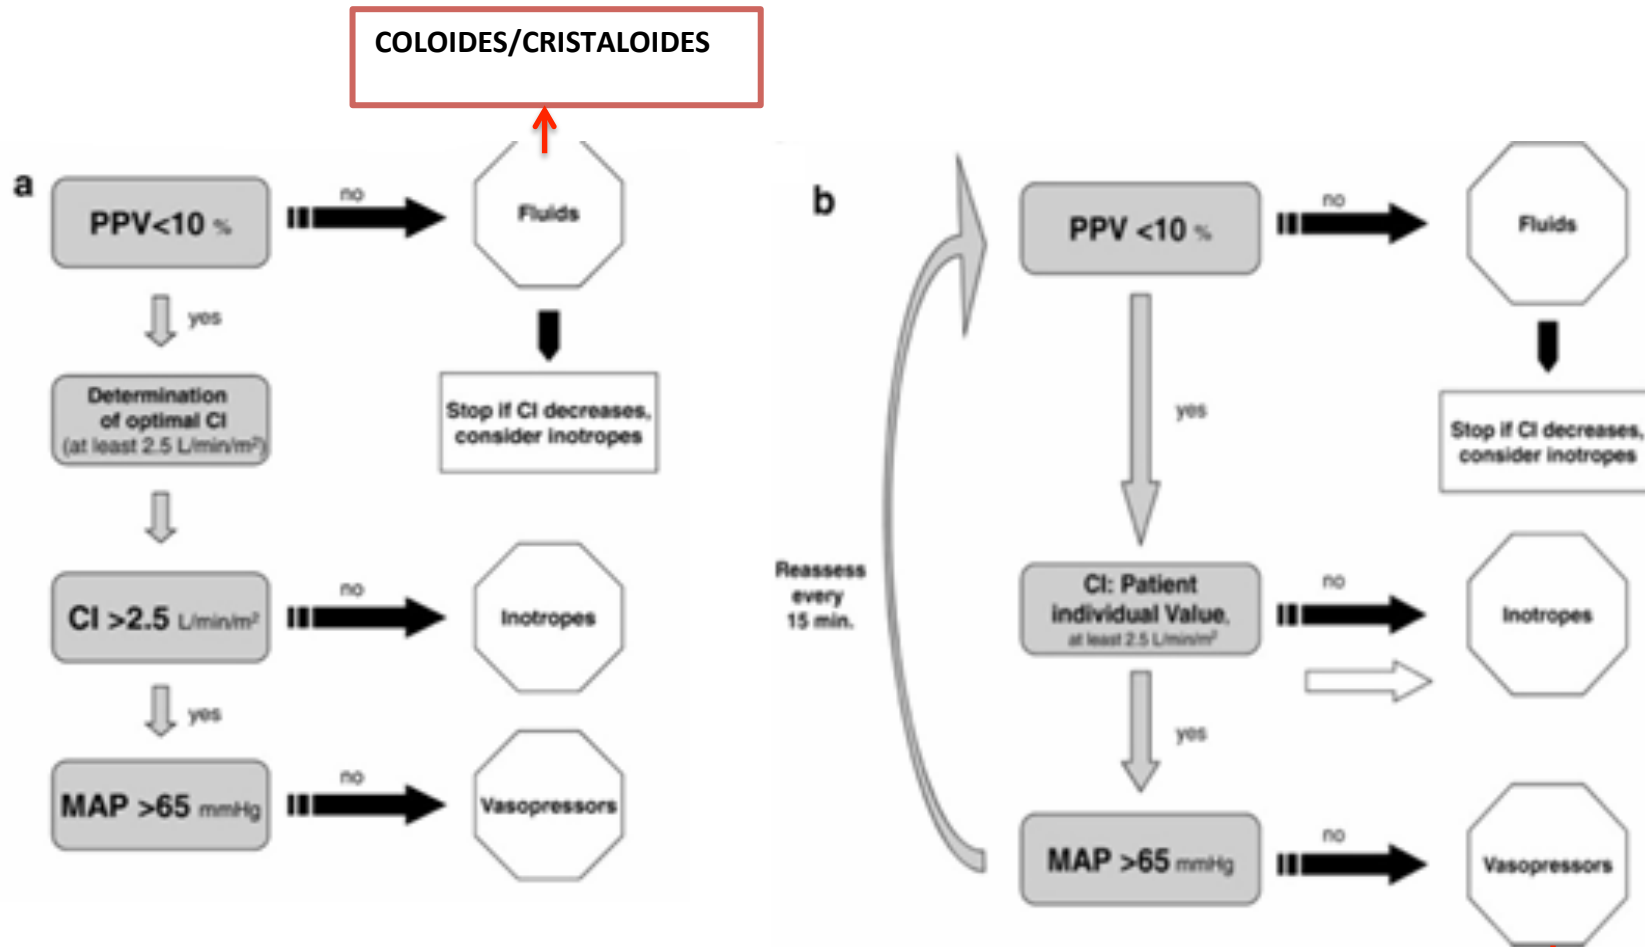 COLOIDES/CRISTALOIDES
a
PPV<10 %
no
Fluids
yes
Determination
of optimal CI
(at least 2.5 L/min/m²)
Stop if CI decreases,
consider inotropes
CI >2.5 L/min/m²
no
Inotropes
yes
MAP >65 mmHg
no
Vasopressors
b
PPV <10 %
no
Fluids
yes
Stop if CI decreases,
consider inotropes
Reassess
every
15 min.
CI: Patient
individual Value,
at least 2.5 L/min/m²
no
Inotropes
yes
MAP >65 mmHg
no
Vasopressors